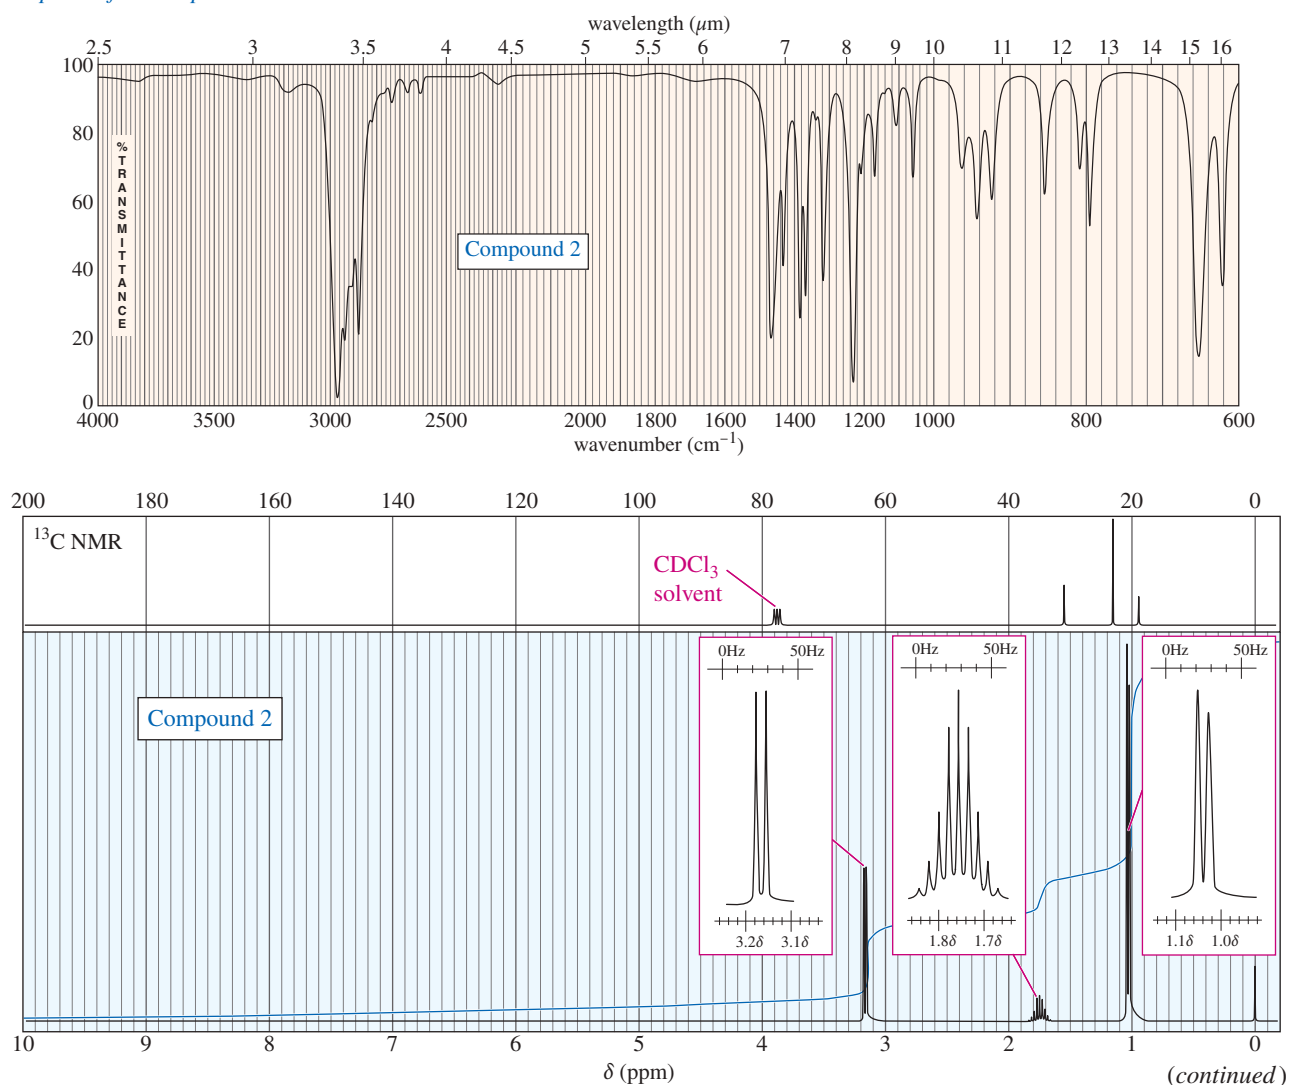 wavelength (μm)
2.5 3 3.5 4 4.5 5 5.5 6 7 8 9 10 11 12 13 14 15 16
100
80
60
40
20
0
% TRANSMITTANCE
Compound 2
4000 3500 3000 2500 2000 1800 1600 1400 1200 1000 800 600
wavenumber (cm⁻¹)
200 180 160 140 120 100 80 60 40 20 0
¹³C NMR
CDCl₃
solvent
0Hz 50Hz
0Hz 50Hz
0Hz 50Hz
Compound 2
3.2δ 3.1δ
1.8δ 1.7δ
1.1δ 1.0δ
10 9 8 7 6 5 4 3 2 1 0
δ (ppm)
(continued)